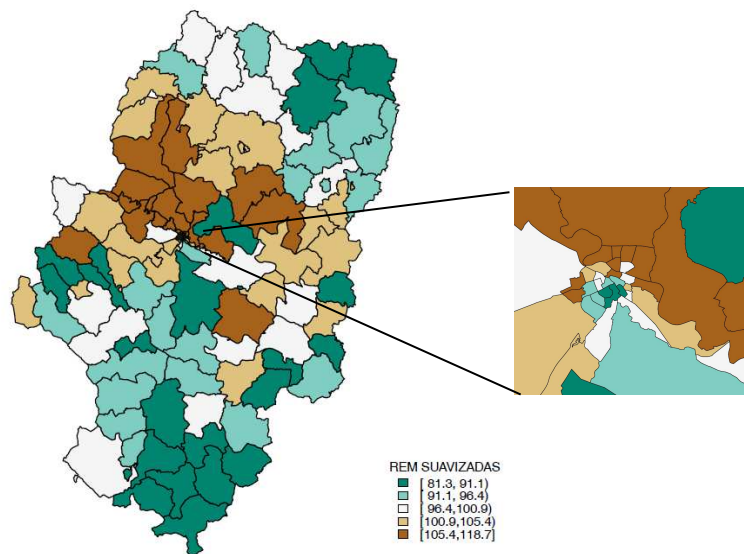 REM SUAVIZADAS
[ 81.3, 91.1)
[ 91.1, 96.4)
[ 96.4,100.9)
[100.9,105.4)
[105.4,118.7]